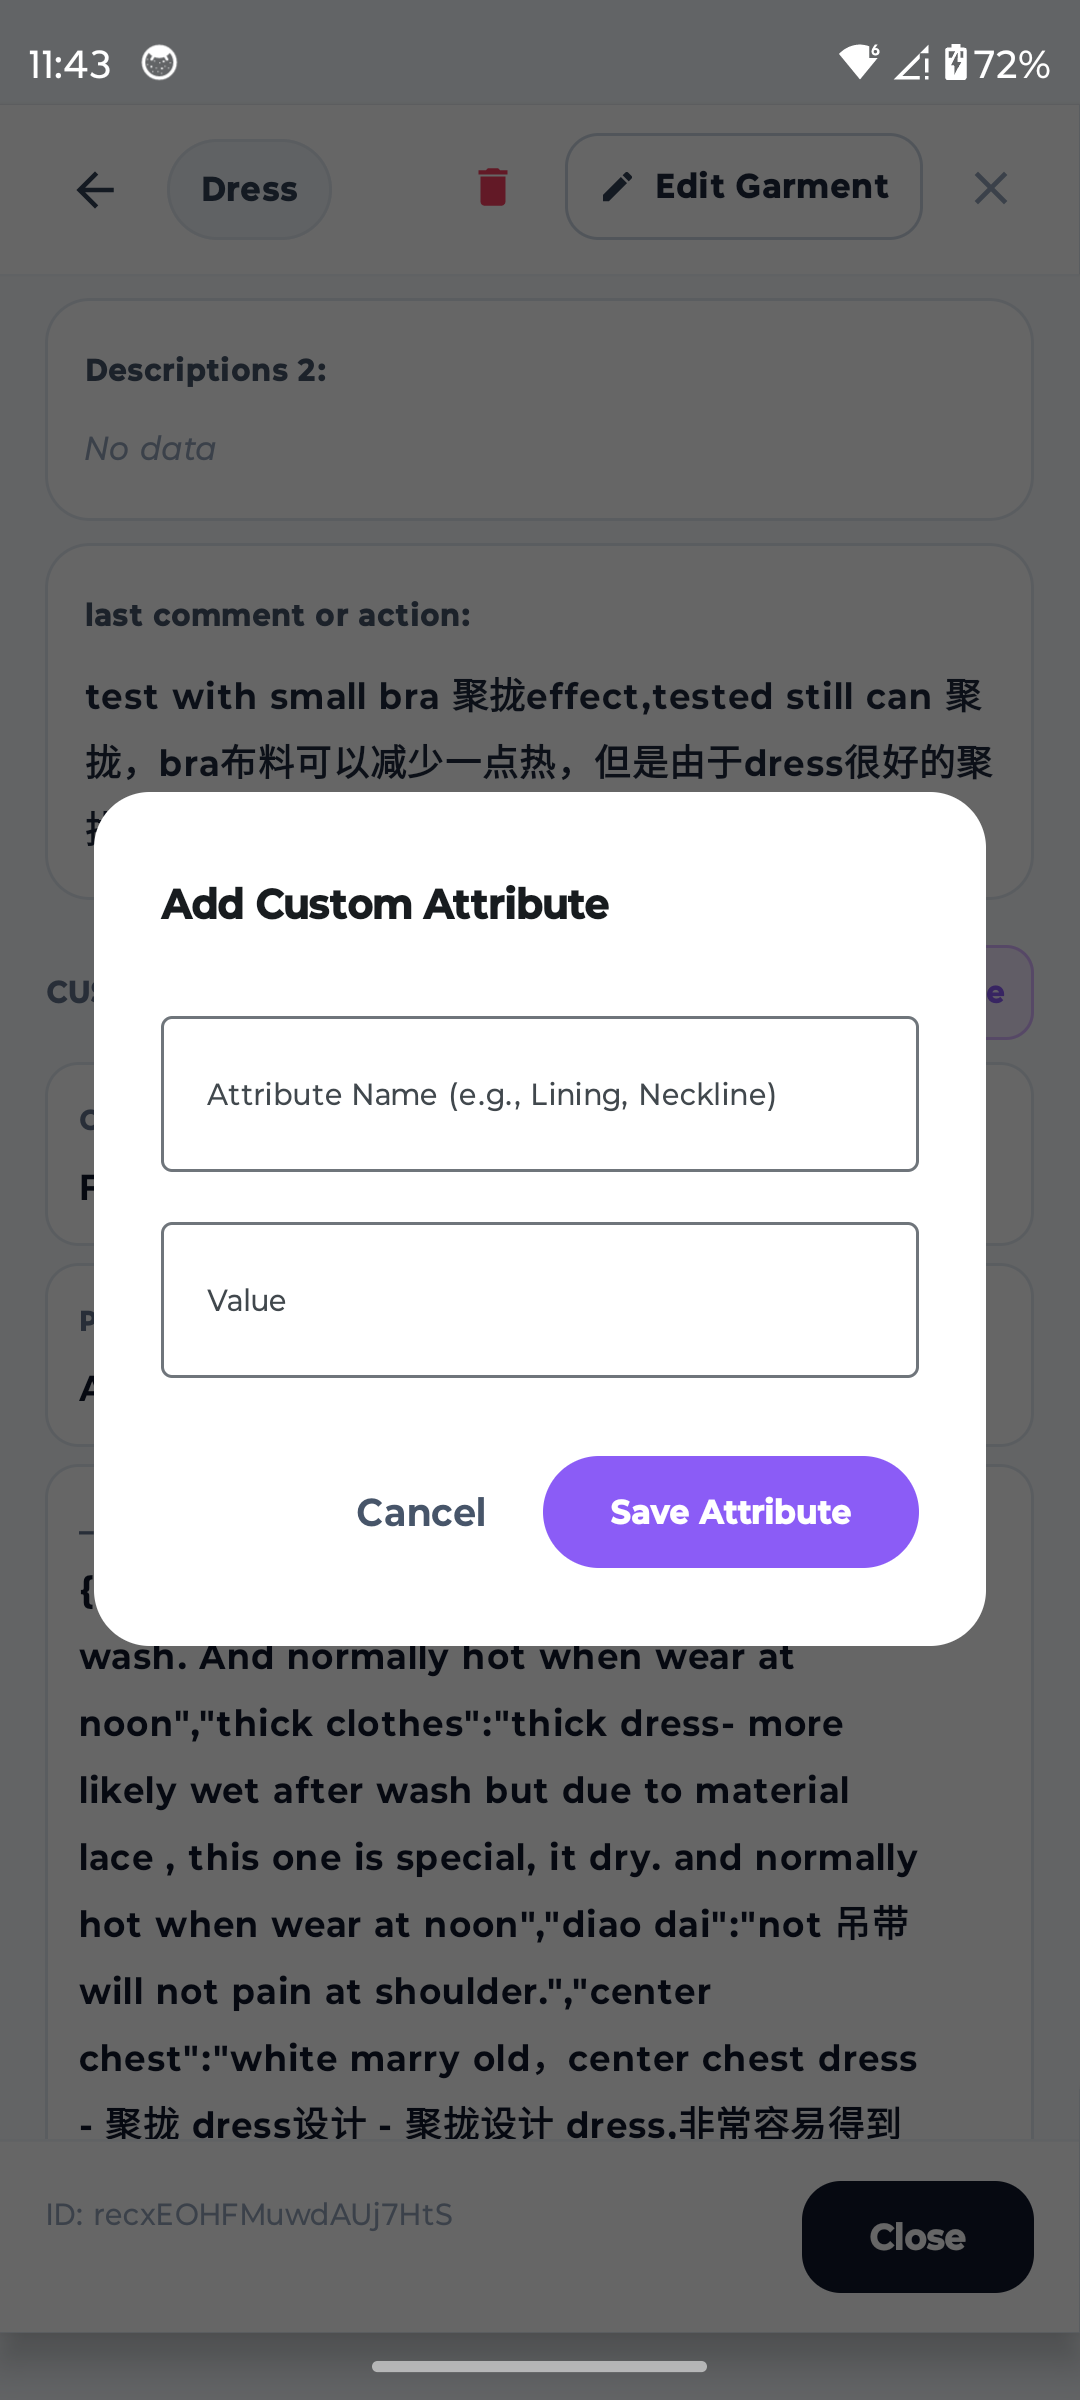 11:43
6
72%
Dress
Edit Garment
Descriptions 2:
No data
last comment or action:
test with small bra 聚拢effect,tested still can 聚
拢，bra布料可以减少一点热，但是由于dress很好的聚
Add Custom Attribute
Attribute Name (e.g., Lining, Neckline)
Value
Cancel
Save Attribute
{
wash. And normally hot when wear at
noon","thick clothes":"thick dress- more
likely wet after wash but due to material
lace , this one is special, it dry. and normally
hot when wear at noon","diao dai":"not 吊带
will not pain at shoulder.","center
chest":"white marry old，center chest dress
- 聚拢 dress设计 - 聚拢设计 dress,非常容易得到
ID: recxEOHFMuwdAUj7HtS
Close